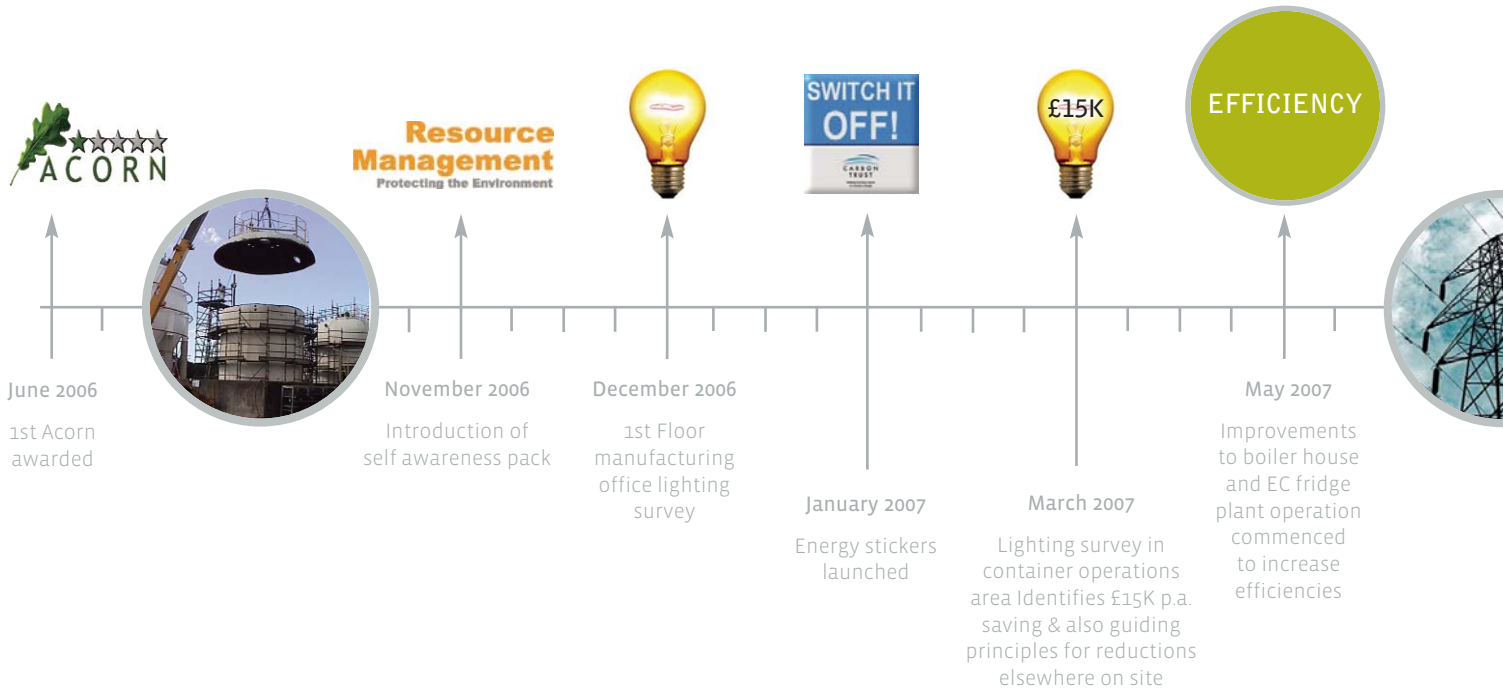 ACORN
Resource
Management
Protecting the Environment
SWITCH IT
OFF!
CARBON
TRUST
£15K
EFFICIENCY
June 2006
1st Acorn
awarded
November 2006
Introduction of
self awareness pack
December 2006
1st Floor
manufacturing
office lighting
survey
January 2007
Energy stickers
launched
March 2007
Lighting survey in
container operations
area Identifies £15K p.a.
saving & also guiding
principles for reductions
elsewhere on site
May 2007
Improvements
to boiler house
and EC fridge
plant operation
commenced
to increase
efficiencies